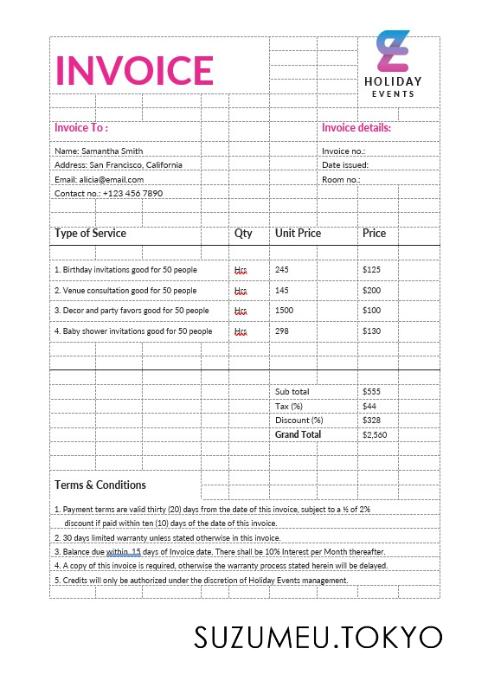 INVOICE
HOLIDAY
EVENTS
Invoice To :
Invoice details:
Name: Samantha Smith
Invoice no.:
Address: San Francisco, California
Date issued:
Email: alicia@email.com
Room no.:
Contact no.: +123 456 7890
Type of Service Qty Unit Price Price
1. Birthday invitations good for 50 people Hrs 245 $125
2. Venue consultation good for 50 people Hrs 145 $200
3. Decor and party favors good for 50 people Hrs 1500 $100
4. Baby shower invitations good for 50 people Hrs 298 $130
Sub total $555
Tax (%) $44
Discount (%) $328
Grand Total $2,560
Terms & Conditions
1. Payment terms are valid thirty (20) days from the date of this invoice, subject to a ½ of 2%
discount if paid within ten (10) days of the date of this invoice.
2. 30 days limited warranty unless stated otherwise in this invoice.
3. Balance due within 15 days of Invoice date. There shall be 10% Interest per Month thereafter.
4. A copy of this invoice is required, otherwise the warranty process stated herein will be delayed.
5. Credits will only be authorized under the discretion of Holiday Events management.
SUZUMEU.TOKYO